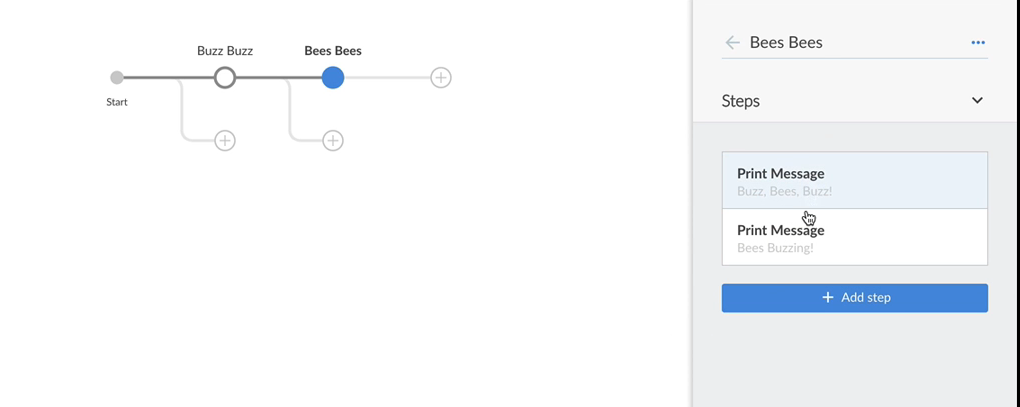 Buzz Buzz
Bees Bees
Start
Bees Bees
Steps
Print Message
Buzz, Bees, Buzz!
Print Message
Bees Buzzing!
Add step